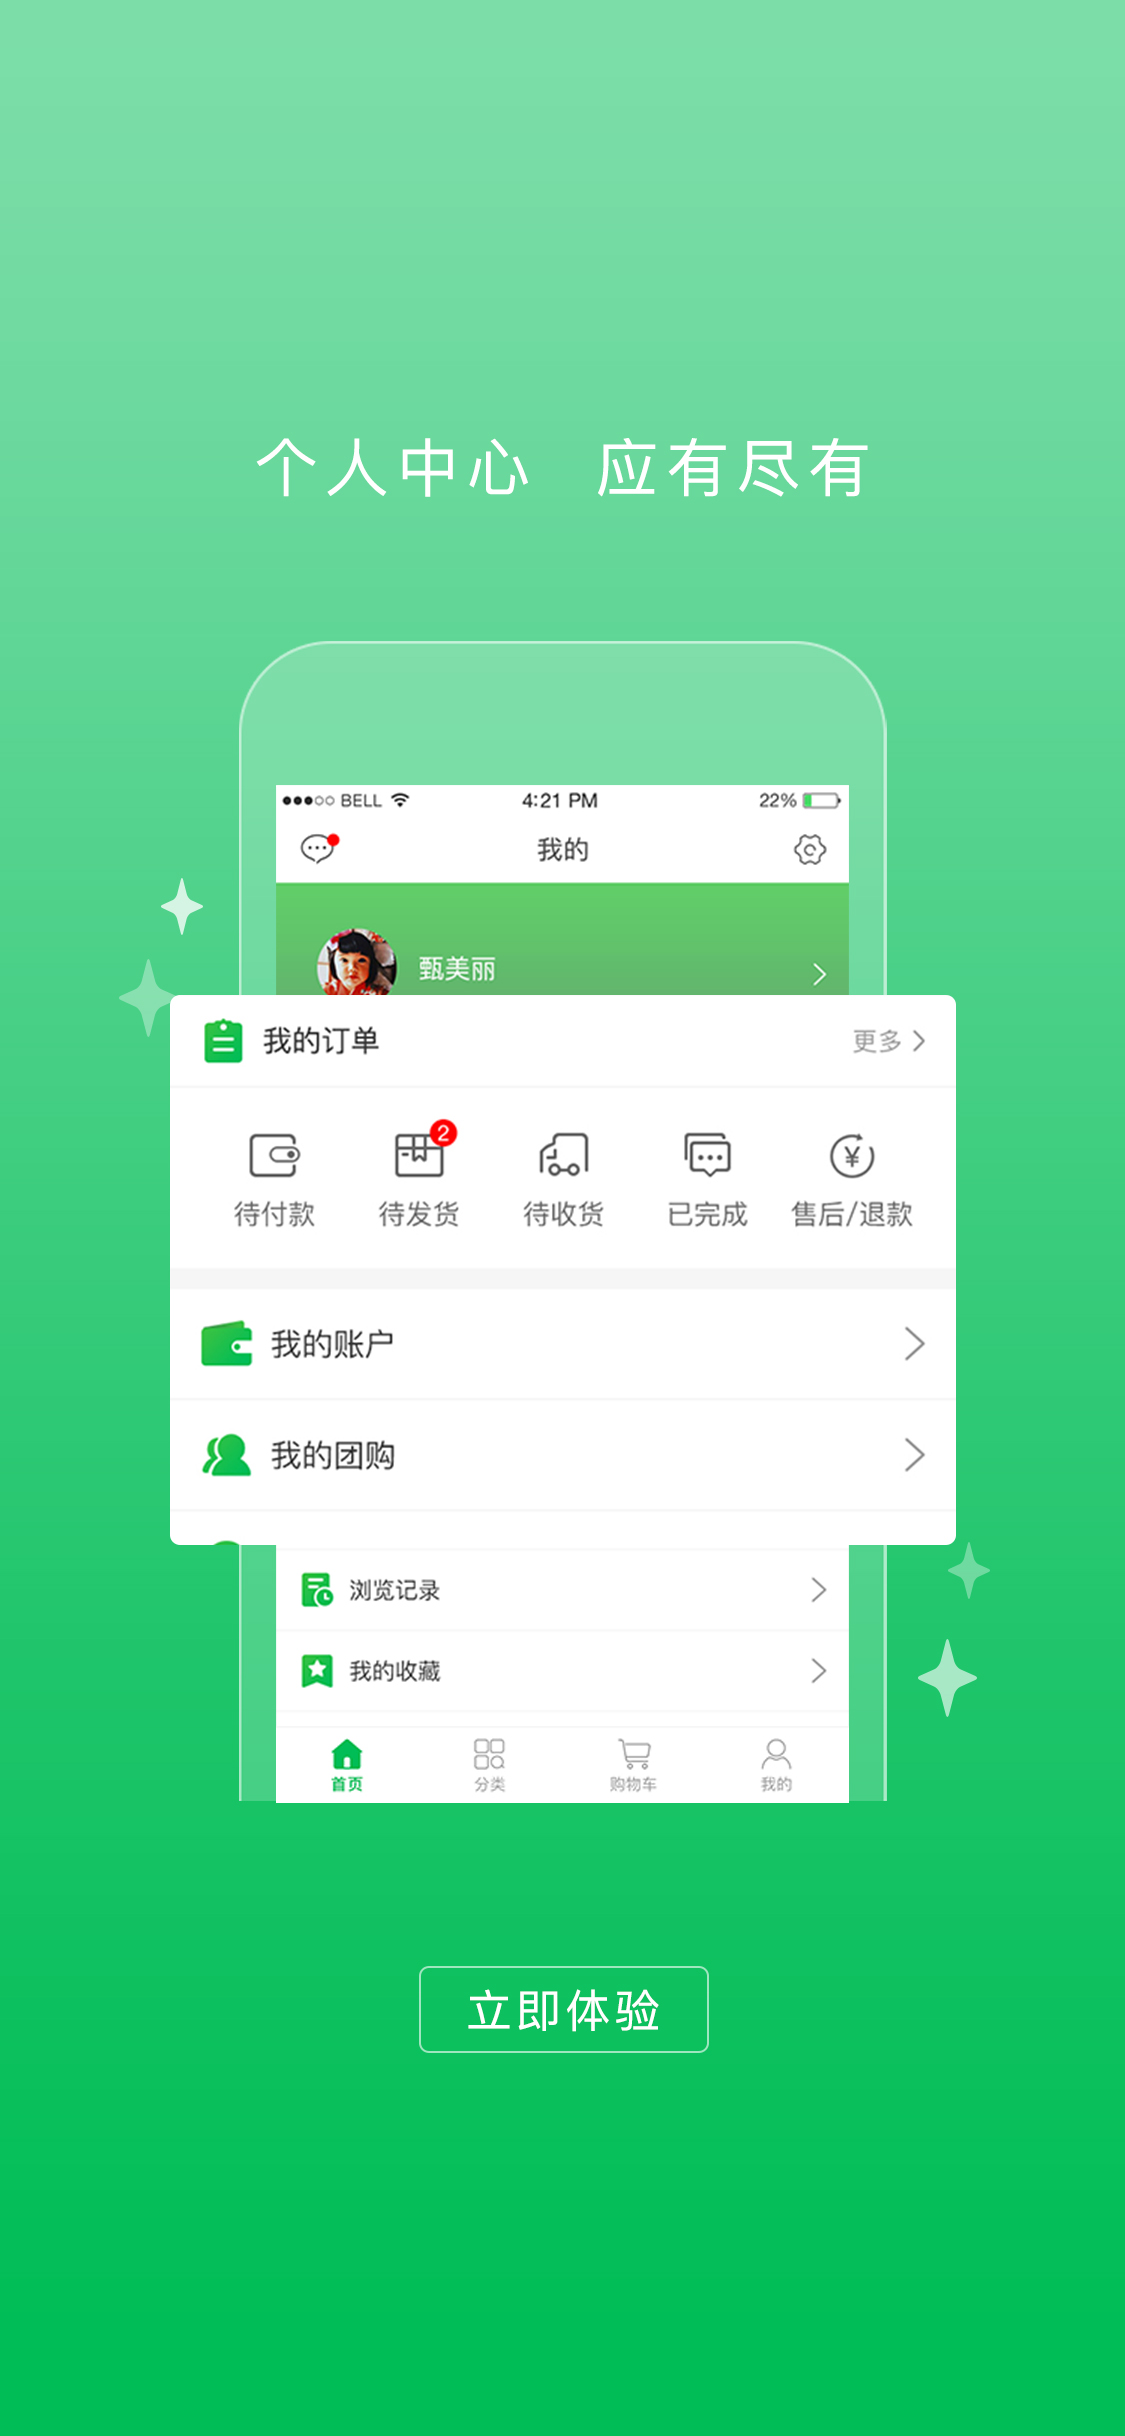 个人中心 应有尽有
BELL 4:21 PM 22%
我的
甄美丽
我的订单 更多
2
待付款 待发货 待收货 已完成 售后/退款
我的账户
我的团购
浏览记录
我的收藏
首页 分类 购物车 我的
立即体验